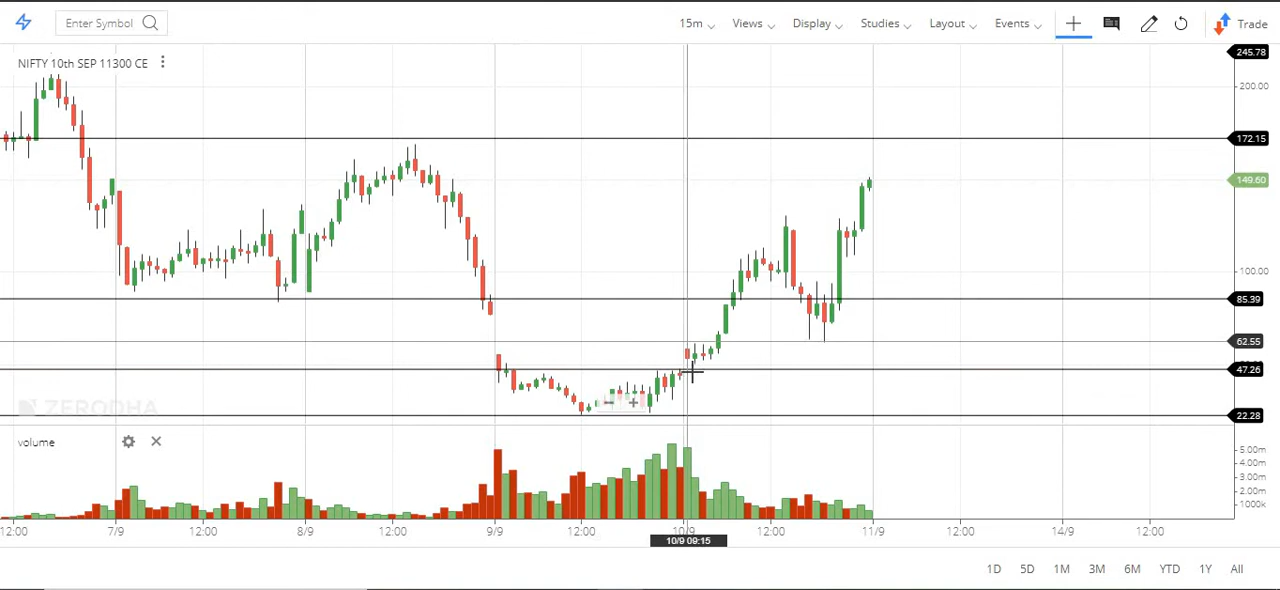 Enter Symbol
15m Views Display Studies Layout Events Trade
NIFTY 10th SEP 11300 CE
245.78
200.00
172.15
149.60
100.00
85.39
62.55
47.26
22.28
ZERODHA
volume
5.00m
4.00m
3.00m
2.00m
1000k
12:00 7/9 12:00 8/9 12:00 9/9 12:00 10/9 12:00 11/9 12:00 14/9 12:00
10/9 09:15
1D 5D 1M 3M 6M YTD 1Y All